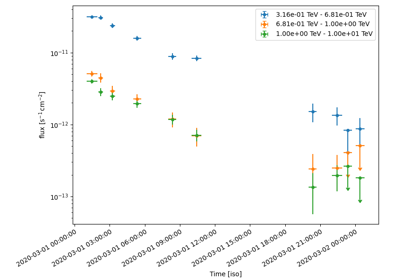 3.16e-01 TeV - 6.81e-01 TeV
6.81e-01 TeV - 1.00e+00 TeV
1.00e+00 TeV - 1.00e+01 TeV
flux [s⁻¹cm⁻²]
10⁻¹¹
10⁻¹²
10⁻¹³
2020-03-01 00:00:00
2020-03-01 03:00:00
2020-03-01 06:00:00
2020-03-01 09:00:00
2020-03-01 12:00:00
2020-03-01 15:00:00
2020-03-01 18:00:00
2020-03-01 21:00:00
2020-03-02 00:00:00
Time [iso]